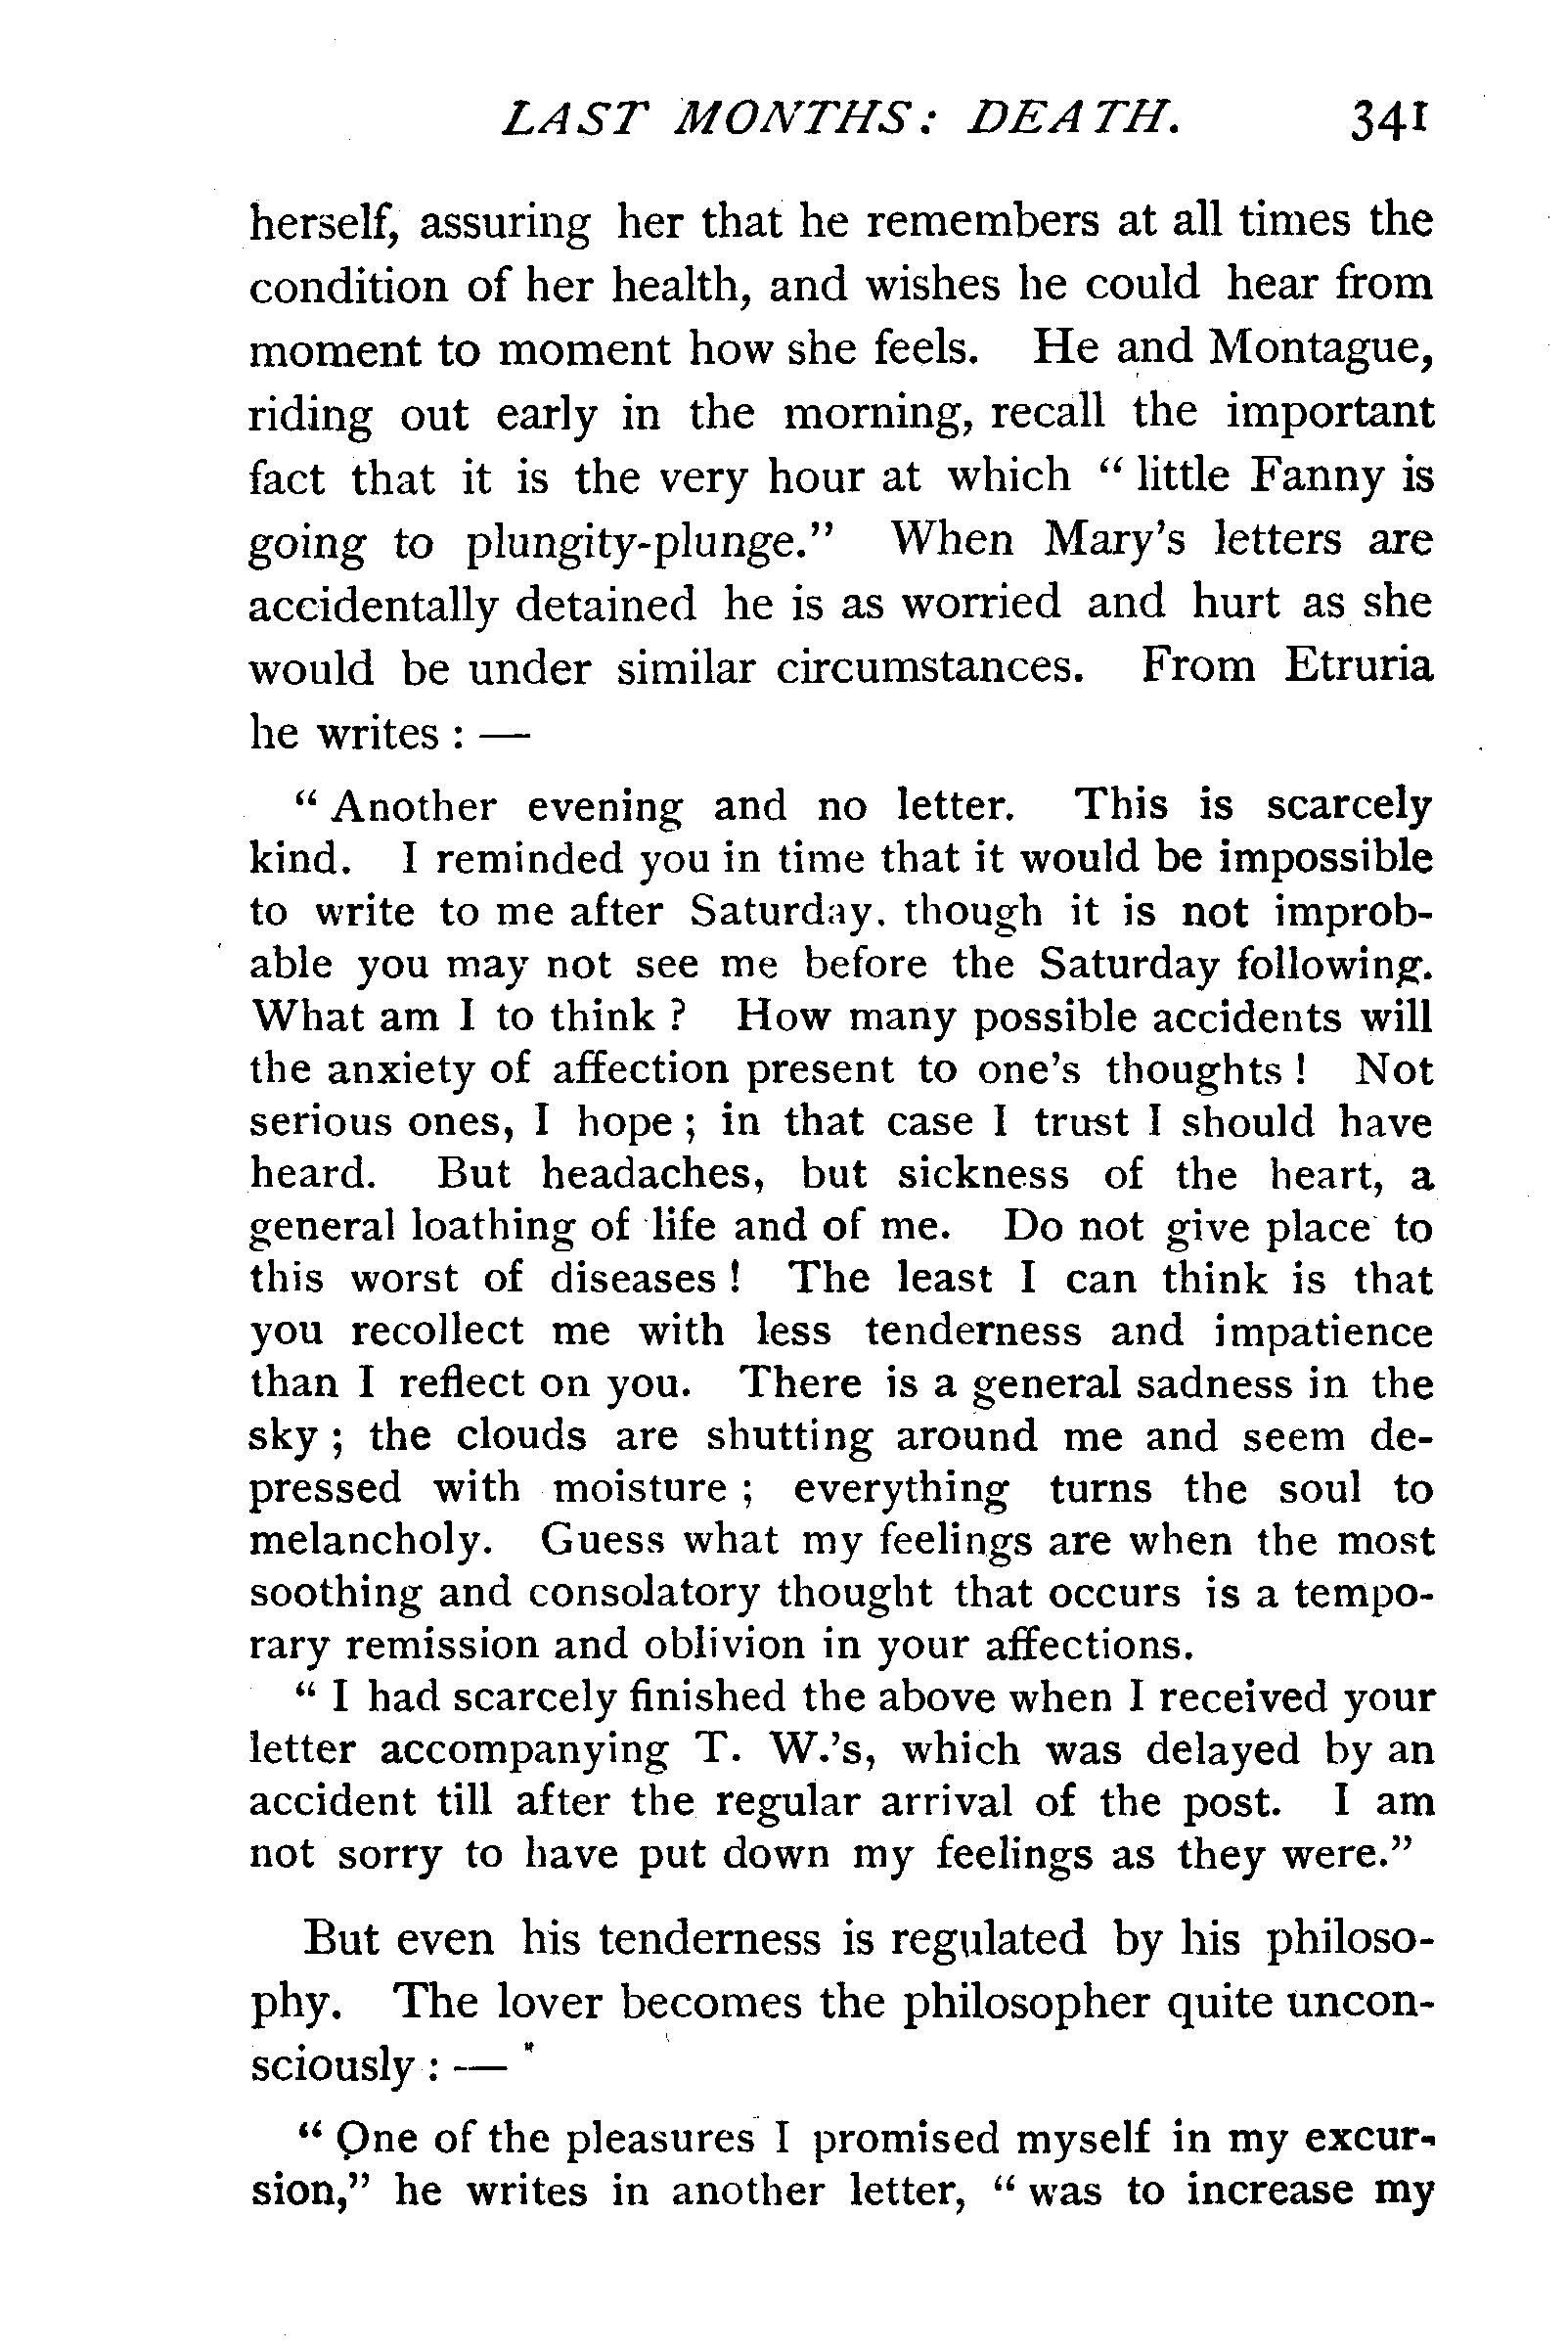 LAST MONTHS: DEATH. 341
herself, assuring her that he remembers at all times the
condition of her health, and wishes he could hear from
moment to moment how she feels. He and Montague,
riding out early in the morning, recall the important
fact that it is the very hour at which “ little Fanny is
going to plungity-plunge.” When Mary’s letters are
accidentally detained he is as worried and hurt as she
would be under similar circumstances. From Etruria
he writes : —
“ Another evening and no letter. This is scarcely
kind. I reminded you in time that it would be impossible
to write to me after Saturday. though it is not improb-
able you may not see me before the Saturday following.
What am I to think ? How many possible accidents will
the anxiety of affection present to one’s thoughts ! Not
serious ones, I hope ; in that case I trust I should have
heard. But headaches, but sickness of the heart, a
general loathing of life and of me. Do not give place to
this worst of diseases ! The least I can think is that
you recollect me with less tenderness and impatience
than I reflect on you. There is a general sadness in the
sky ; the clouds are shutting around me and seem de-
pressed with moisture ; everything turns the soul to
melancholy. Guess what my feelings are when the most
soothing and consolatory thought that occurs is a tempo-
rary remission and oblivion in your affections.
“ I had scarcely finished the above when I received your
letter accompanying T. W.’s, which was delayed by an
accident till after the regular arrival of the post. I am
not sorry to have put down my feelings as they were.”
But even his tenderness is regulated by his philoso-
phy. The lover becomes the philosopher quite uncon-
sciously : —
“ One of the pleasures I promised myself in my excur-
sion,” he writes in another letter, “ was to increase my